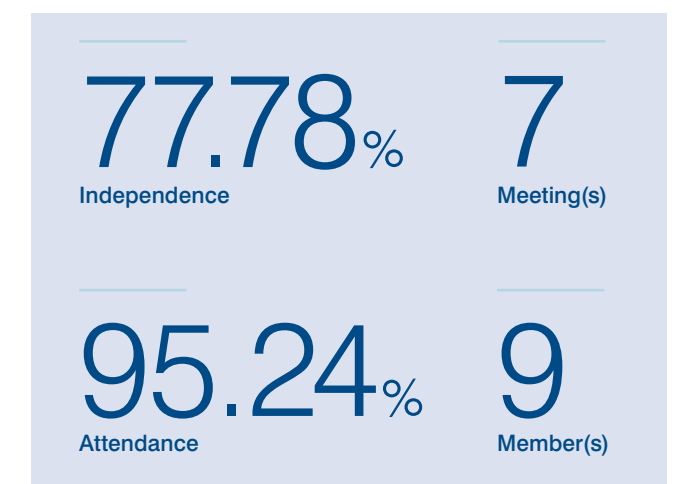 77.78%
Independence
7
Meeting(s)
95.24%
Attendance
9
Member(s)